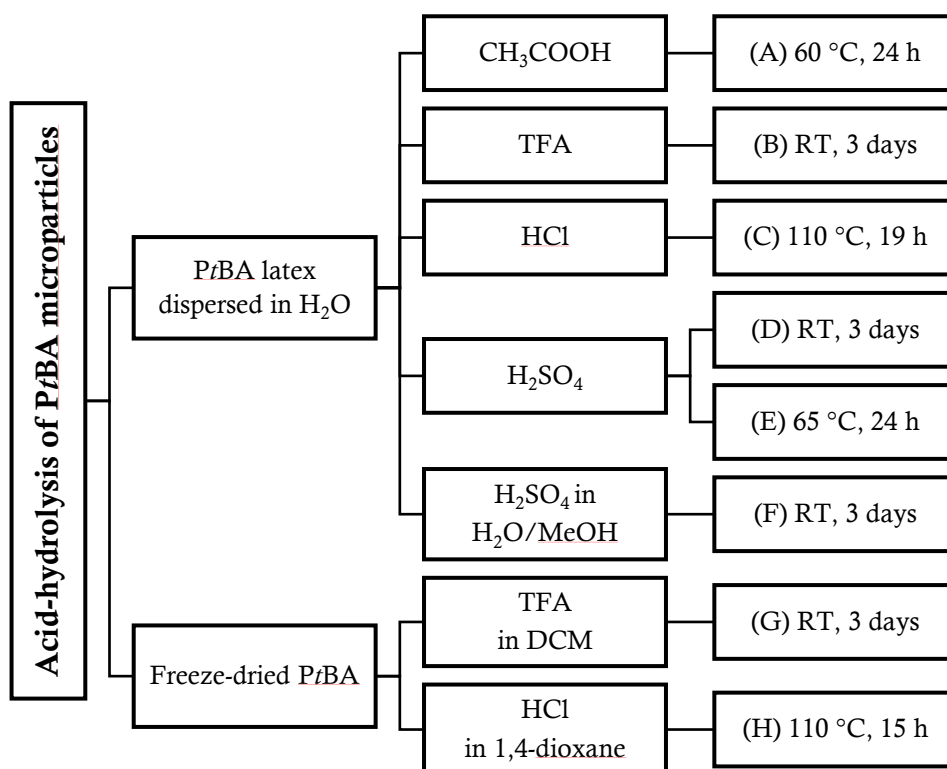 Acid-hydrolysis of PtBA microparticles
PtBA latex
dispersed in H₂O
CH₃COOH
(A) 60 °C, 24 h
TFA
(B) RT, 3 days
HCl
(C) 110 °C, 19 h
H₂SO₄
(D) RT, 3 days
(E) 65 °C, 24 h
H₂SO₄ in
H₂O/MeOH
(F) RT, 3 days
Freeze-dried PtBA
TFA
in DCM
(G) RT, 3 days
HCl
in 1,4-dioxane
(H) 110 °C, 15 h